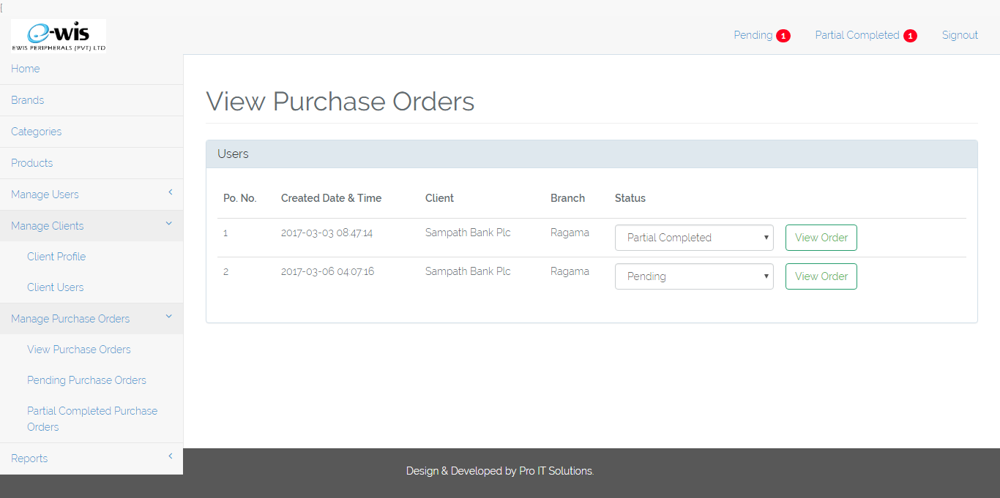 [
e-wis
EWIS PERIPHERALS (PVT) LTD
Pending 1 Partial Completed 1 Signout
Home
Brands
Categories
Products
Manage Users
Manage Clients
Client Profile
Client Users
Manage Purchase Orders
View Purchase Orders
Pending Purchase Orders
Partial Completed Purchase
Orders
Reports
View Purchase Orders
Users
Po. No. Created Date & Time Client Branch Status
1 2017-03-03 08:47:14 Sampath Bank Plc Ragama Partial Completed View Order
2 2017-03-06 04:07:16 Sampath Bank Plc Ragama Pending View Order
Design & Developed by Pro IT Solutions.